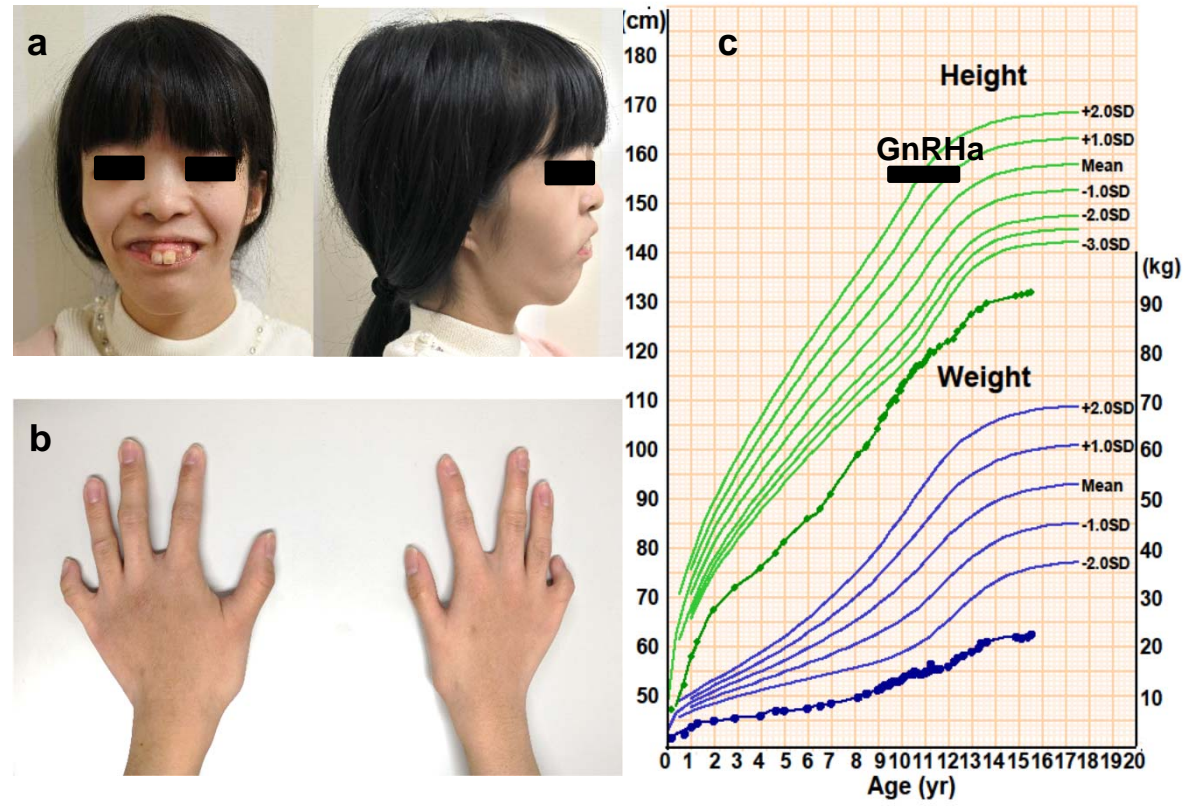 a
b
c
(cm)
180
170
160
150
140
130
120
110
100
90
80
70
60
50
Height
GnRHa
+2.0SD
+1.0SD
Mean
-1.0SD
-2.0SD
-3.0SD
(kg)
90
80
70
60
50
40
30
20
10
Weight
+2.0SD
+1.0SD
Mean
-1.0SD
-2.0SD
0 1 2 3 4 5 6 7 8 9 10 11 12 13 14 15 16 17 18 19 20
Age (yr)